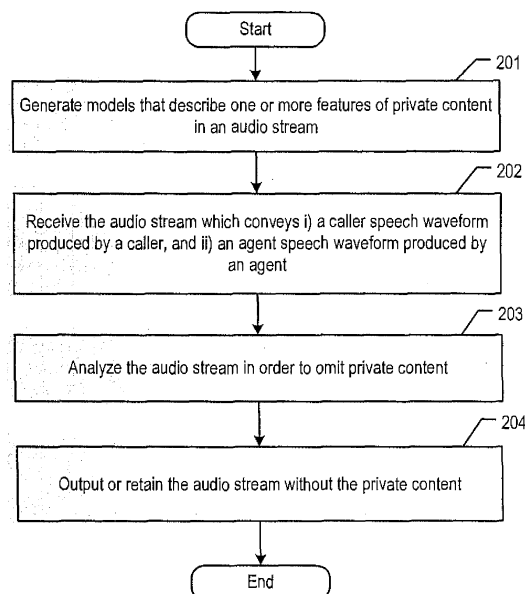 Start
201
Generate models that describe one or more features of private content
in an audio stream
202
Receive the audio stream which conveys i) a caller speech waveform
produced by a caller, and ii) an agent speech waveform produced by
an agent
203
Analyze the audio stream in order to omit private content
204
Output or retain the audio stream without the private content
End